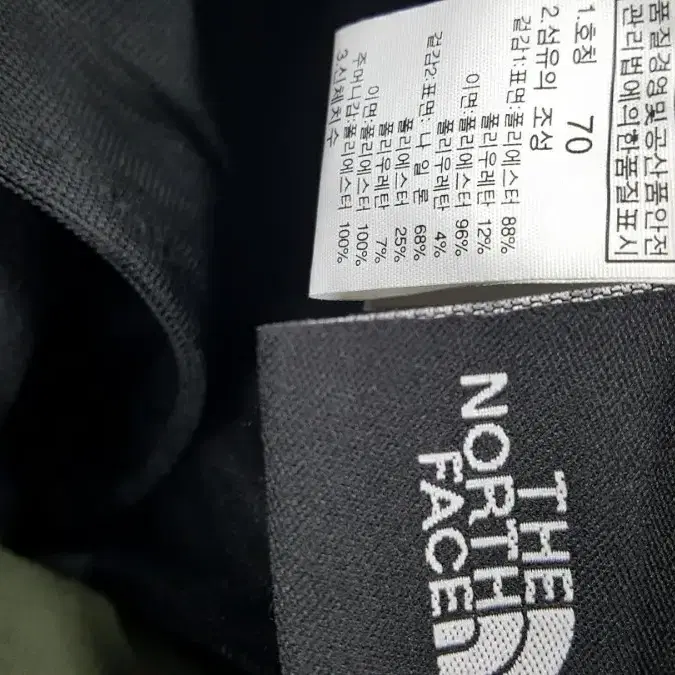 품질경영및공산품안전
관리법에의한품질표시
1.호칭 70
2.섬유의 조성
겉감1:표면:폴리에스터 88%
폴리우레탄 12%
이면:폴리에스터 96%
폴리우레탄 4%
겉감2:표면:나 일 론 68%
폴리에스터 25%
폴리우레탄 7%
이면:폴리에스터 100%
주머니감:폴리에스터 100%
3.신체치수
THE
NORTH
FACE